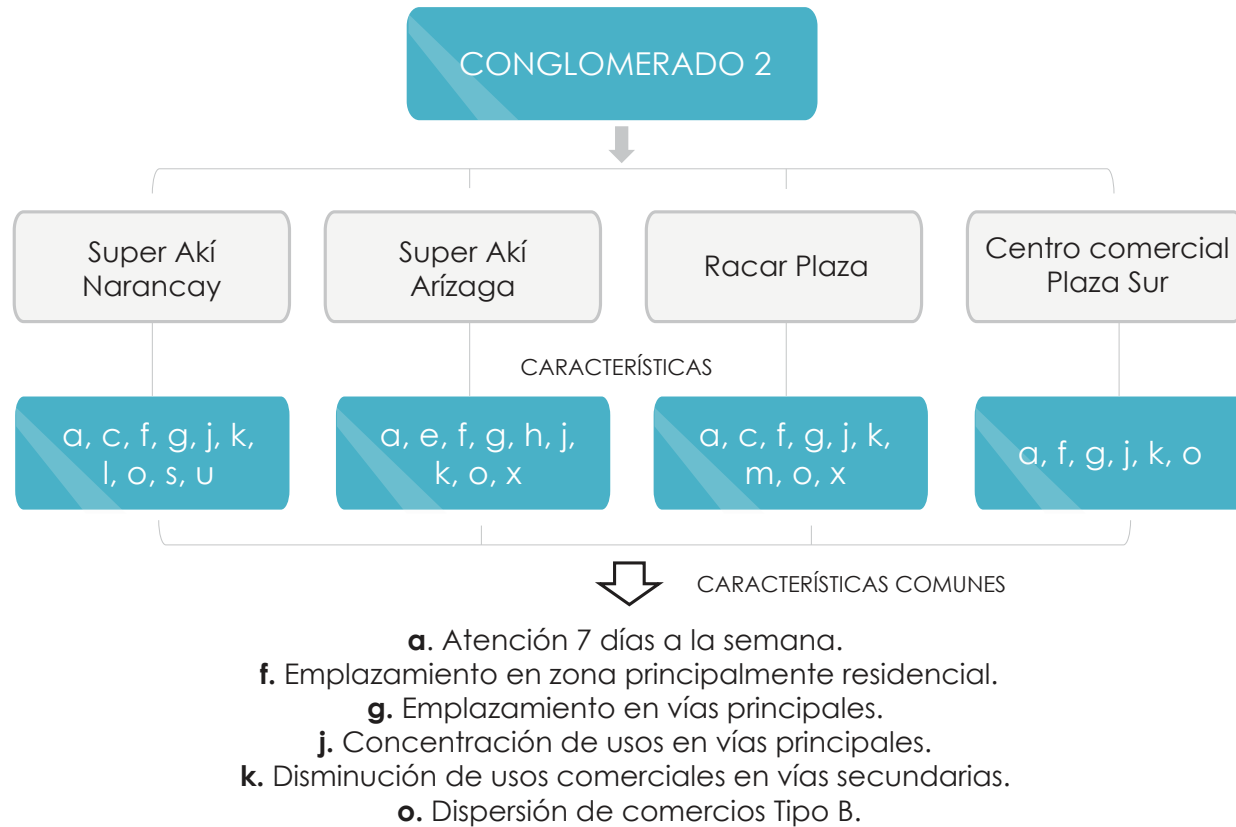 CONGLOMERADO 2
Super Akí
Narancay
Super Akí
Arízaga
Racar Plaza
Centro comercial
Plaza Sur
CARACTERÍSTICAS
a, c, f, g, j, k,
l, o, s, u
a, e, f, g, h, j,
k, o, x
a, c, f, g, j, k,
m, o, x
a, f, g, j, k, o
CARACTERÍSTICAS COMUNES
a. Atención 7 días a la semana.
f. Emplazamiento en zona principalmente residencial.
g. Emplazamiento en vías principales.
j. Concentración de usos en vías principales.
k. Disminución de usos comerciales en vías secundarias.
o. Dispersión de comercios Tipo B.